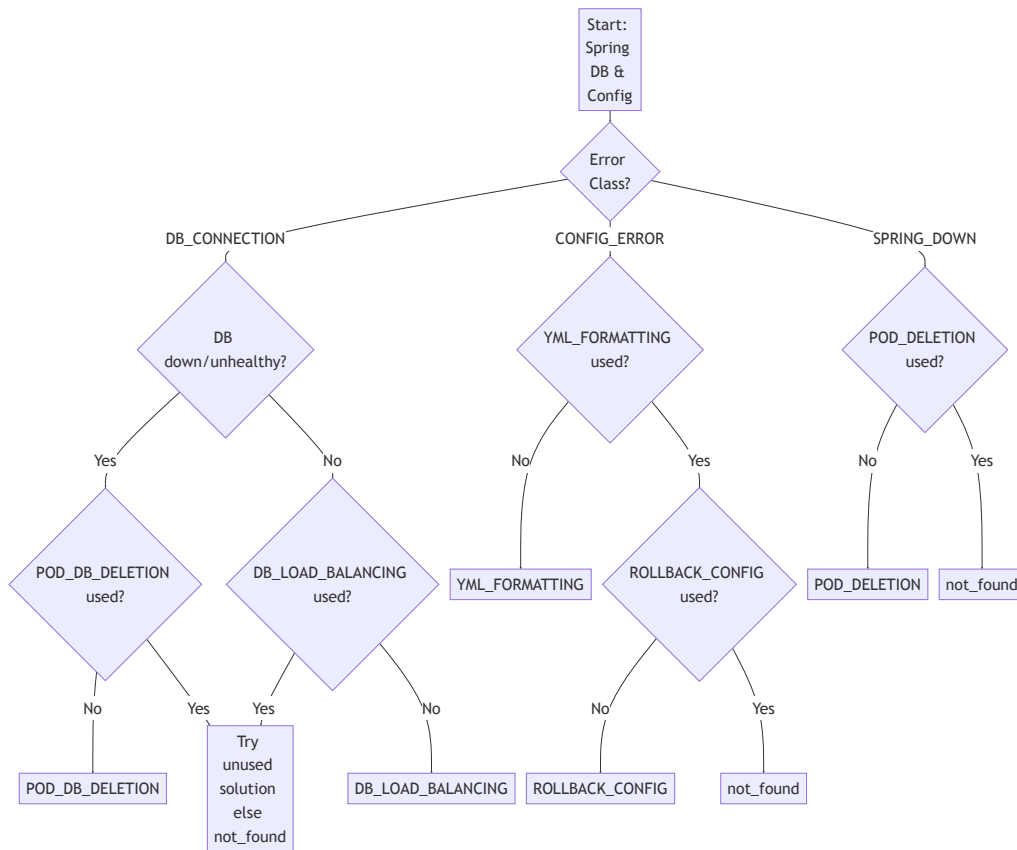 Start:
Spring
DB &
Config
Error
Class?
DB_CONNECTION
CONFIG_ERROR
SPRING_DOWN
DB
down/unhealthy?
YML_FORMATTING
used?
POD_DELETION
used?
Yes
No
No
Yes
No
Yes
POD_DB_DELETION
used?
DB_LOAD_BALANCING
used?
YML_FORMATTING
ROLLBACK_CONFIG
used?
POD_DELETION
not_found
No
Yes
Yes
No
No
Yes
POD_DB_DELETION
Try
unused
solution
else
not_found
DB_LOAD_BALANCING
ROLLBACK_CONFIG
not_found